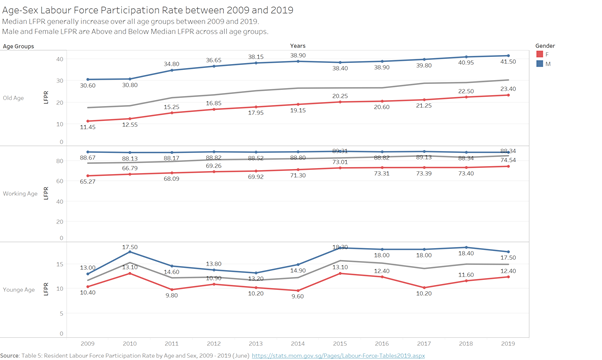 Age-Sex Labour Force Participation Rate between 2009 and 2019
Median LFPR generally increase over all age groups between 2009 and 2019.
Male and Female LFPR are Above and Below Median LFPR across all age groups.
Age Groups Years Gender
F
M
40 30.60 30.80 34.80 36.65 38.15 38.90 38.40 38.90 39.80 40.95 41.50
30
Old Age LFPR 20
11.45 12.55 15.25 16.85 17.95 19.15 20.25 20.60 21.25 22.50 23.40
10
0
88.67 88.13 88.17 88.82 88.52 88.80 89.31 88.82 89.13 88.34 88.34
80
65.27 66.79 68.09 69.26 69.92 71.30 73.01 73.31 73.39 73.40 74.54
60
Working Age LFPR 40
20
0
13.00 17.50 14.60 13.80 13.20 14.90 18.30 18.00 18.00 18.40 17.50
15
10.40 13.10 9.80 10.90 10.20 9.60 13.10 12.40 10.20 11.60 12.40
10
Younge Age LFPR
5
0
2009 2010 2011 2012 2013 2014 2015 2016 2017 2018 2019
Source: Table 5: Resident Labour Force Participation Rate by Age and Sex, 2009 - 2019 (June) https://stats.mom.gov.sg/Pages/Labour-Force-Tables2019.aspx